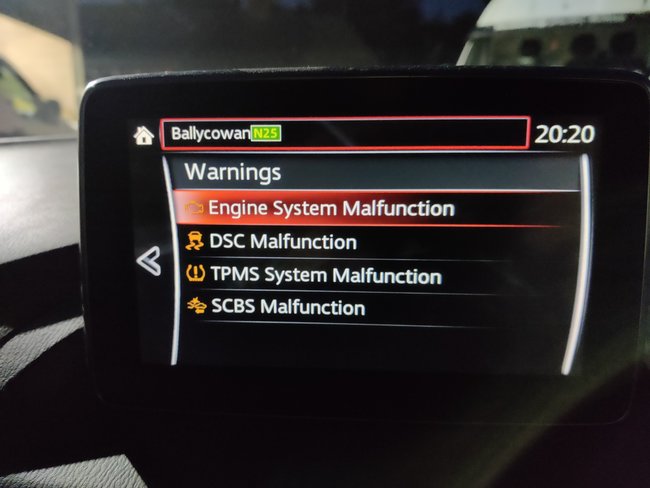 Ballycowan N25 20:20
Warnings
Engine System Malfunction
DSC Malfunction
TPMS System Malfunction
SCBS Malfunction